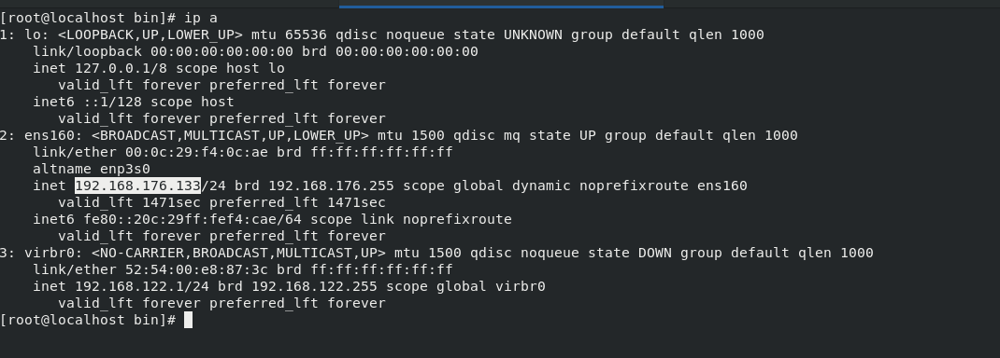 [root@localhost bin]# ip a
1: lo: <LOOPBACK,UP,LOWER_UP> mtu 65536 qdisc noqueue state UNKNOWN group default qlen 1000
    link/loopback 00:00:00:00:00:00 brd 00:00:00:00:00:00
    inet 127.0.0.1/8 scope host lo
       valid_lft forever preferred_lft forever
    inet6 ::1/128 scope host
       valid_lft forever preferred_lft forever
2: ens160: <BROADCAST,MULTICAST,UP,LOWER_UP> mtu 1500 qdisc mq state UP group default qlen 1000
    link/ether 00:0c:29:f4:0c:ae brd ff:ff:ff:ff:ff:ff
    altname enp3s0
    inet 192.168.176.133/24 brd 192.168.176.255 scope global dynamic noprefixroute ens160
       valid_lft 1471sec preferred_lft 1471sec
    inet6 fe80::20c:29ff:fef4:cae/64 scope link noprefixroute
       valid_lft forever preferred_lft forever
3: virbr0: <NO-CARRIER,BROADCAST,MULTICAST,UP> mtu 1500 qdisc noqueue state DOWN group default qlen 1000
    link/ether 52:54:00:e8:87:3c brd ff:ff:ff:ff:ff:ff
    inet 192.168.122.1/24 brd 192.168.122.255 scope global virbr0
       valid_lft forever preferred_lft forever
[root@localhost bin]#